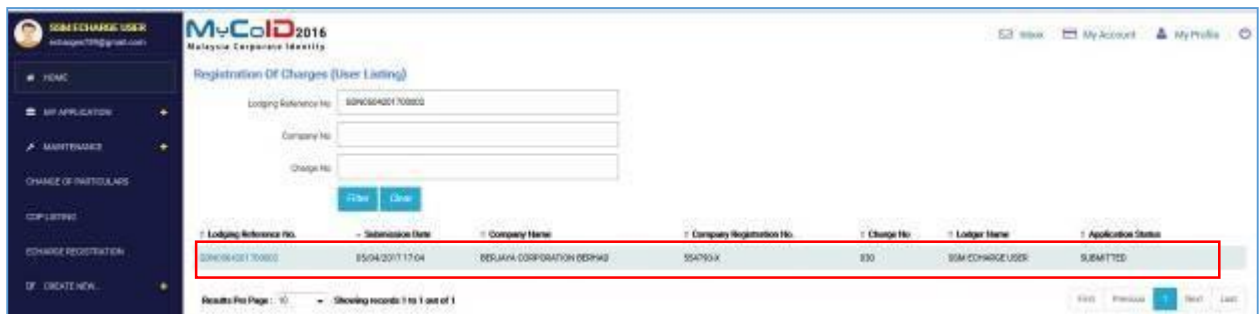 SSM ECHARGE USER
MyCoID 2016
Malaysia Corporate Identity
Inbox My Account My Profile
HOME
MY APPLICATION
MAINTENANCE
CHANGE OF PARTICULARS
CDP LISTING
ECHARGE REGISTRATION
CREATE NEW..
Registration Of Charges (User Listing)
Lodging Reference No
Company No
Charge No
Filter Clear
Lodging Reference No. Submission Date Company Name Company Registration No. Charge No Lodger Name Application Status
05/04/2017 17:04 BERJAYA CORPORATION BERHAD 554790-X 030 SSM ECHARGE USER SUBMITTED
Results Per Page : 10 Showing records 1 to 1 out of 1
First Previous 1 Next Last